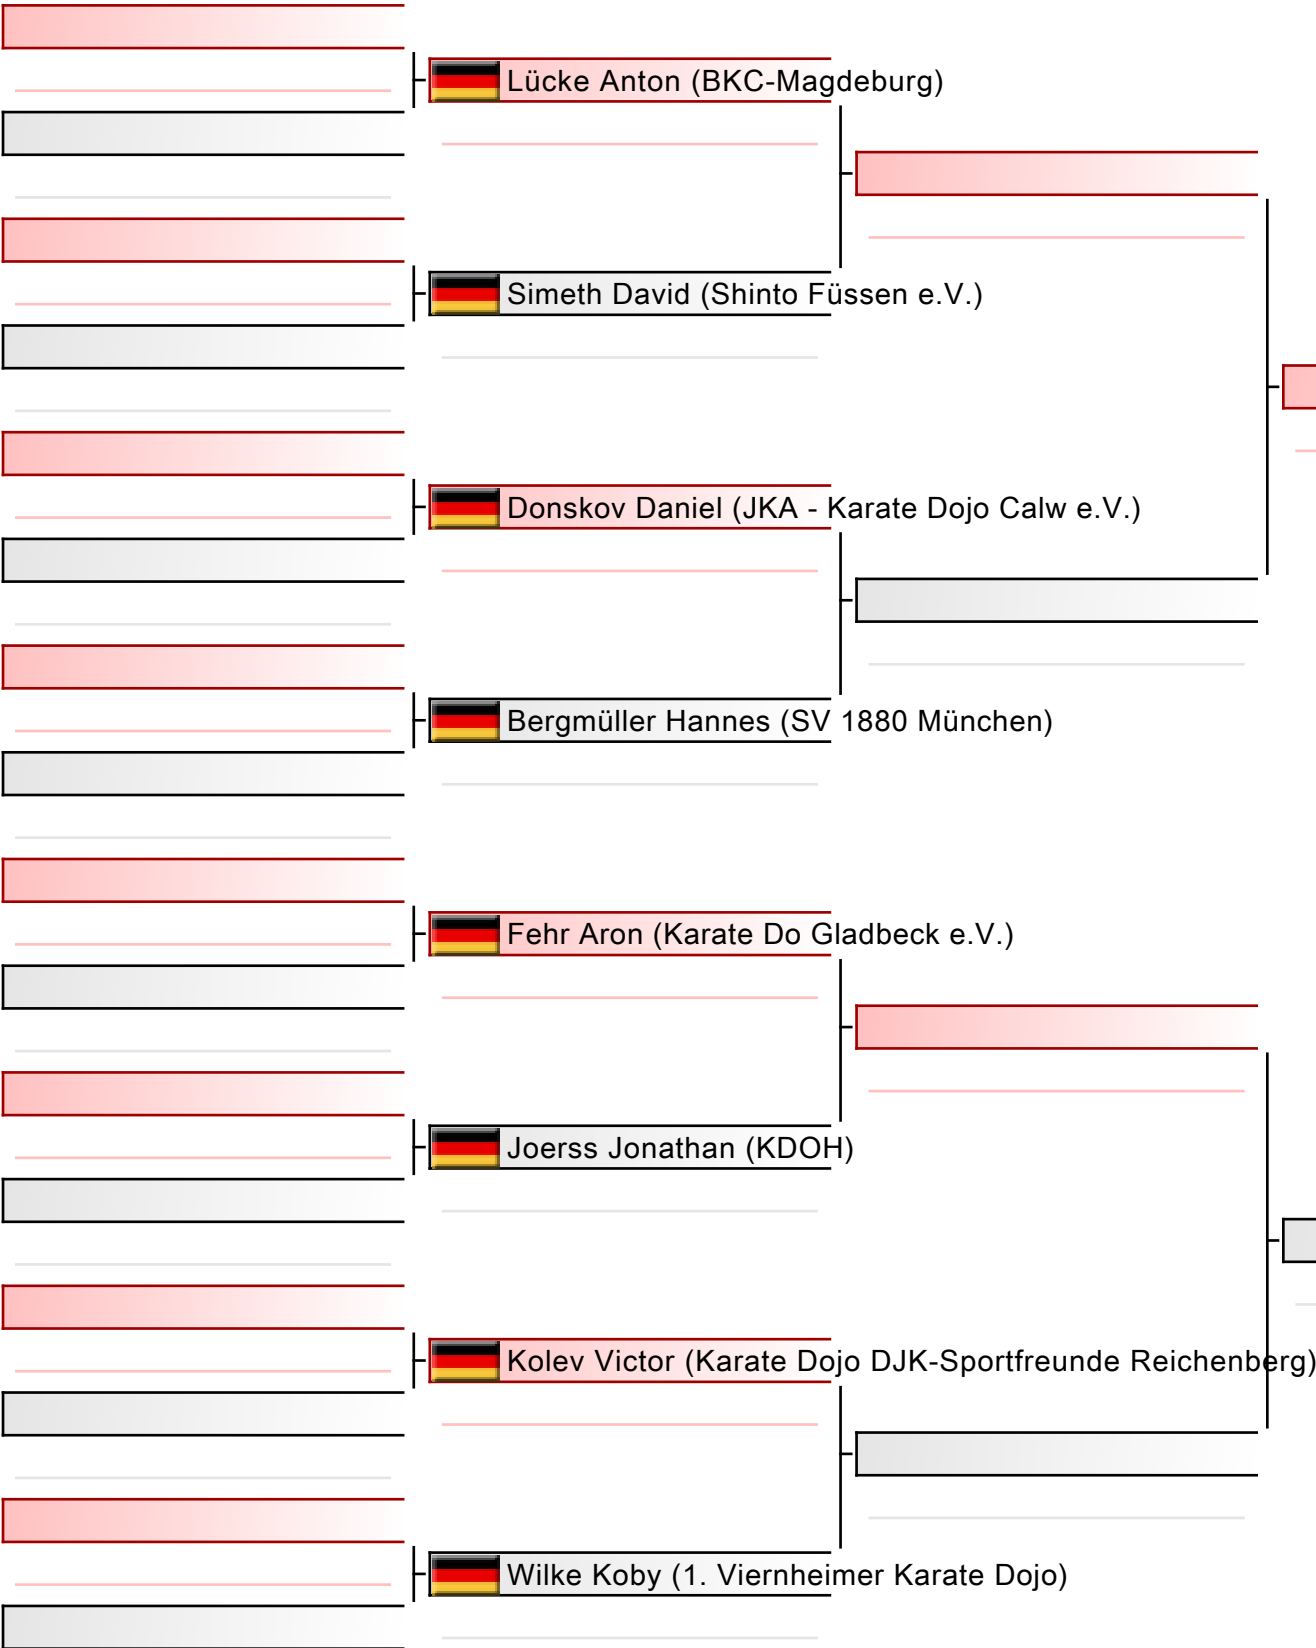 Lücke Anton (BKC-Magdeburg)
Simeth David (Shinto Füssen e.V.)
Donskov Daniel (JKA - Karate Dojo Calw e.V.)
Bergmüller Hannes (SV 1880 München)
Fehr Aron (Karate Do Gladbeck e.V.)
Joerss Jonathan (KDOH)
Kolev Victor (Karate Dojo DJK-Sportfreunde Reichenberg)
Wilke Koby (1. Viernheimer Karate Dojo)